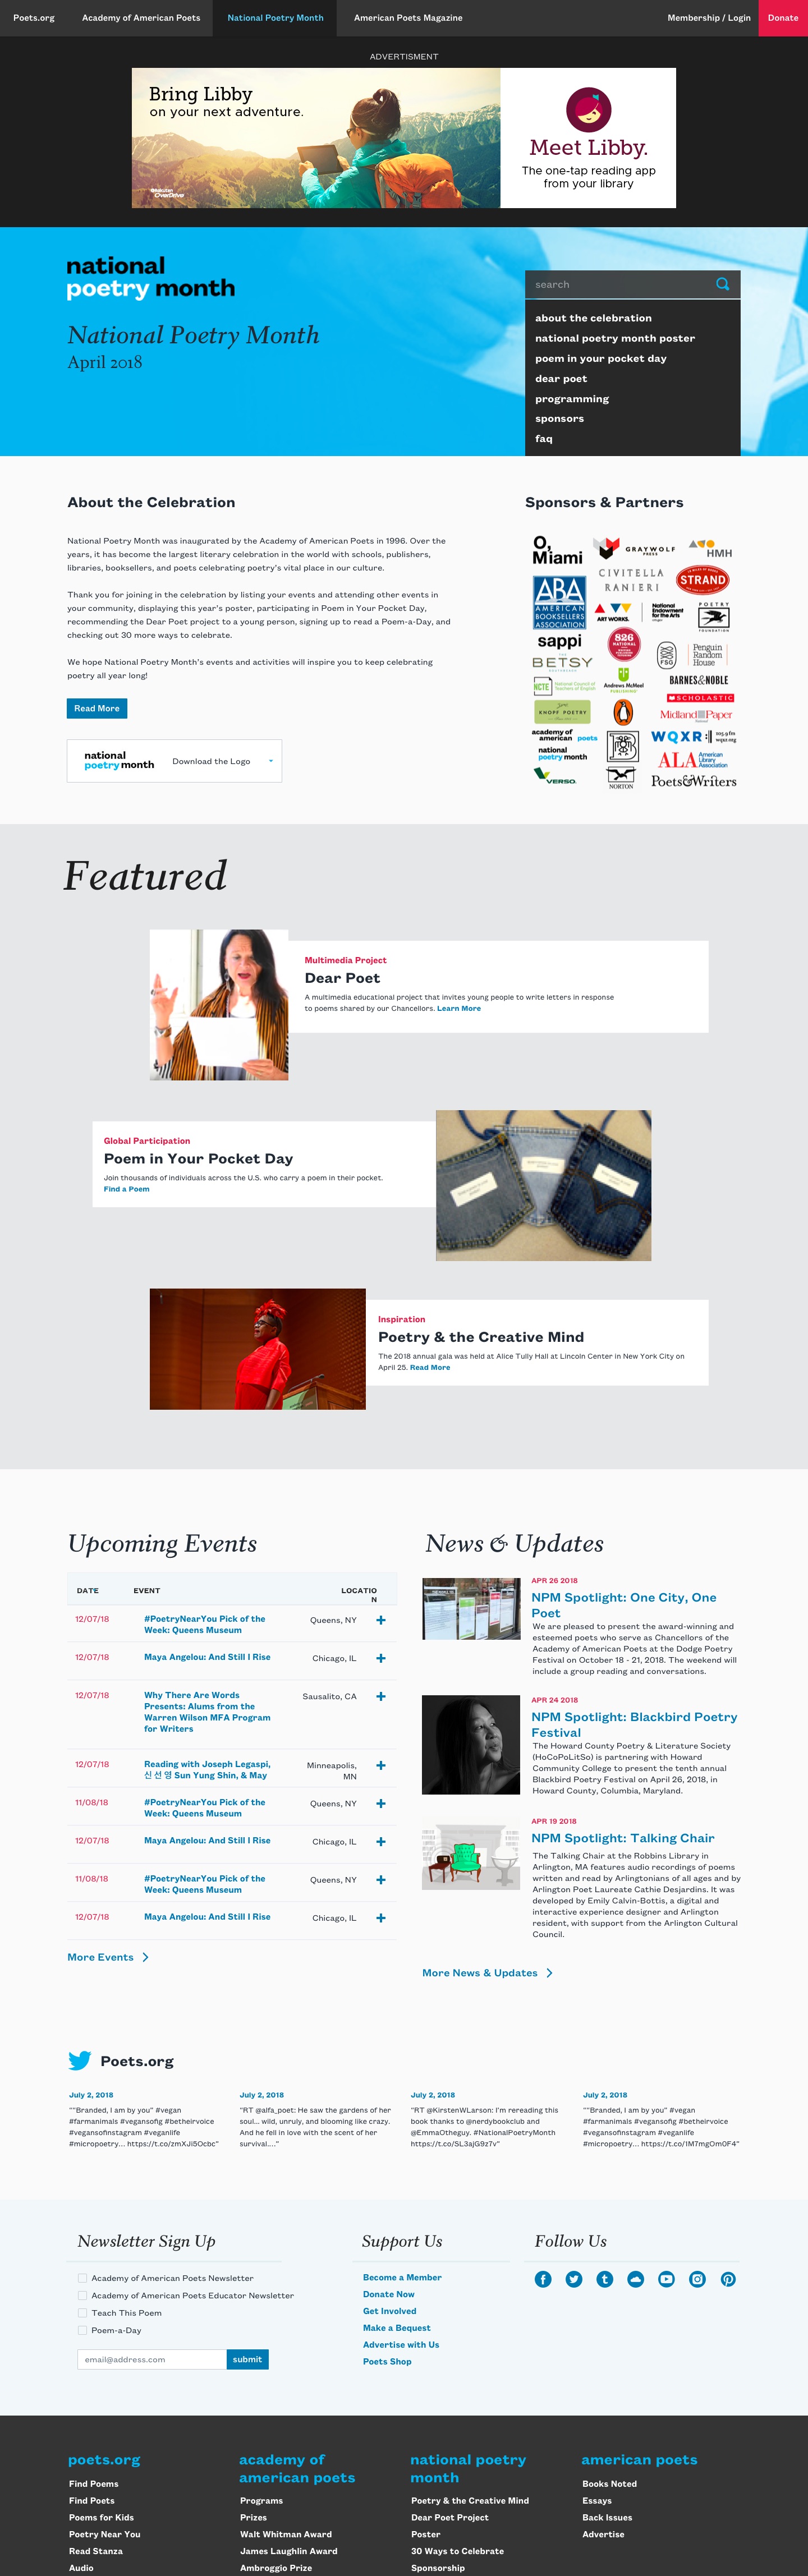 Poets.org
Academy of American Poets
National Poetry Month
American Poets Magazine
Membership / Login
Donate
ADVERTISMENT
Bring Libby
on your next adventure.
Rakuten
OverDrive
Meet Libby.
The one-tap reading app
from your library
national
poetry month
National Poetry Month
April 2018
search
about the celebration
national poetry month poster
poem in your pocket day
dear poet
programming
sponsors
faq
About the Celebration
National Poetry Month was inaugurated by the Academy of American Poets in 1996. Over the
years, it has become the largest literary celebration in the world with schools, publishers,
libraries, booksellers, and poets celebrating poetry's vital place in our culture.
Thank you for joining in the celebration by listing your events and attending other events in
your community, displaying this year's poster, participating in Poem in Your Pocket Day,
recommending the Dear Poet project to a young person, signing up to read a Poem-a-Day, and
checking out 30 more ways to celebrate.
We hope National Poetry Month's events and activities will inspire you to keep celebrating
poetry all year long!
Read More
national
poetry month
Download the Logo
Sponsors & Partners
O,
Miami
GRAYWOLF
PRESS
HMH
CIVITELLA
RANIERI
STRAND
ABA
AMERICAN
BOOKSELLERS
ASSOCIATION
ART WORKS.
National
Endowment
for the Arts
POETRY
FOUNDATION
sappi
826
NATIONAL
THE
BETSY
FSG
Penguin
Random
House
NCTE
National Council of
Teachers of English
Andrews McMeel
PUBLISHING
BARNES&NOBLE
SCHOLASTIC
KNOPF POETRY
Midland Paper
academy of
american poets
WQXR
105.9 fm
wqxr.org
national
poetry month
ALA
American
Library
Association
VERSO
NORTON
Poets&Writers
Featured
Multimedia Project
Dear Poet
A multimedia educational project that invites young people to write letters in response
to poems shared by our Chancellors. Learn More
Global Participation
Poem in Your Pocket Day
Join thousands of individuals across the U.S. who carry a poem in their pocket.
Find a Poem
Inspiration
Poetry & the Creative Mind
The 2018 annual gala was held at Alice Tully Hall at Lincoln Center in New York City on
April 25. Read More
Upcoming Events
DATE EVENT LOCATIO
N
12/07/18 #PoetryNearYou Pick of the Queens, NY
Week: Queens Museum
12/07/18 Maya Angelou: And Still I Rise Chicago, IL
12/07/18 Why There Are Words Sausalito, CA
Presents: Alums from the
Warren Wilson MFA Program
for Writers
12/07/18 Reading with Joseph Legaspi, Minneapolis,
신 선 영 Sun Yung Shin, & May MN
11/08/18 #PoetryNearYou Pick of the Queens, NY
Week: Queens Museum
12/07/18 Maya Angelou: And Still I Rise Chicago, IL
11/08/18 #PoetryNearYou Pick of the Queens, NY
Week: Queens Museum
12/07/18 Maya Angelou: And Still I Rise Chicago, IL
More Events
News & Updates
APR 26 2018
NPM Spotlight: One City, One
Poet
We are pleased to present the award-winning and
esteemed poets who serve as Chancellors of the
Academy of American Poets at the Dodge Poetry
Festival on October 18 - 21, 2018. The weekend will
include a group reading and conversations.
APR 24 2018
NPM Spotlight: Blackbird Poetry
Festival
The Howard County Poetry & Literature Society
(HoCoPoLitSo) is partnering with Howard
Community College to present the tenth annual
Blackbird Poetry Festival on April 26, 2018, in
Howard County, Columbia, Maryland.
APR 19 2018
NPM Spotlight: Talking Chair
The Talking Chair at the Robbins Library in
Arlington, MA features audio recordings of poems
written and read by Arlingtonians of all ages and by
Arlington Poet Laureate Cathie Desjardins. It was
developed by Emily Calvin-Bottis, a digital and
interactive experience designer and Arlington
resident, with support from the Arlington Cultural
Council.
More News & Updates
Poets.org
July 2, 2018
""Branded, I am by you" #vegan
#farmanimals #vegansofig #betheirvoice
#vegansofinstagram #veganlife
#micropoetry… https://t.co/zmXJi5Ocbc"
July 2, 2018
"RT @alfa_poet: He saw the gardens of her
soul… wild, unruly, and blooming like crazy.
And he fell in love with the scent of her
survival.…"
July 2, 2018
"RT @KirstenWLarson: I'm rereading this
book thanks to @nerdybookclub and
@EmmaOtheguy. #NationalPoetryMonth
https://t.co/SL3ajG9z7v"
July 2, 2018
""Branded, I am by you" #vegan
#farmanimals #vegansofig #betheirvoice
#vegansofinstagram #veganlife
#micropoetry… https://t.co/1M7mgOm0F4"
Newsletter Sign Up
Academy of American Poets Newsletter
Academy of American Poets Educator Newsletter
Teach This Poem
Poem-a-Day
email@address.com
submit
Support Us
Become a Member
Donate Now
Get Involved
Make a Bequest
Advertise with Us
Poets Shop
Follow Us
poets.org
Find Poems
Find Poets
Poems for Kids
Poetry Near You
Read Stanza
Audio
academy of
american poets
Programs
Prizes
Walt Whitman Award
James Laughlin Award
Ambroggio Prize
national poetry
month
Poetry & the Creative Mind
Dear Poet Project
Poster
30 Ways to Celebrate
Sponsorship
american poets
Books Noted
Essays
Back Issues
Advertise